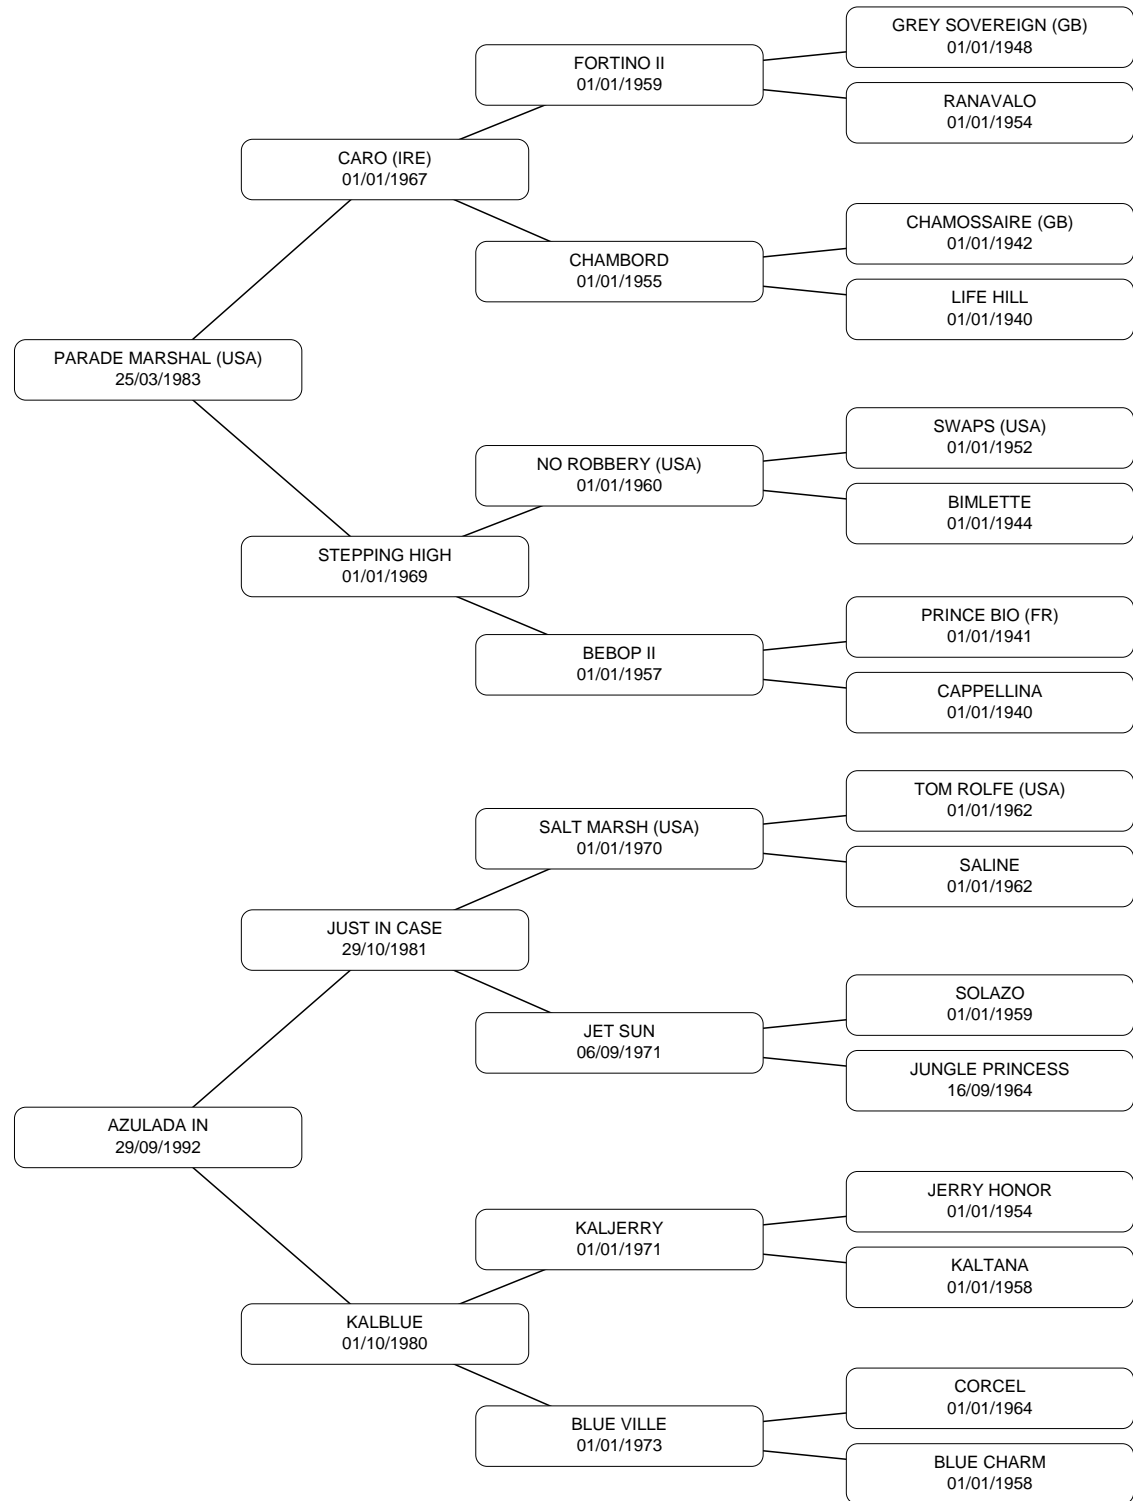 GREY SOVEREIGN (GB)
01/01/1948
FORTINO II
01/01/1959
RANAVALO
01/01/1954
CARO (IRE)
01/01/1967
CHAMOSSAIRE (GB)
01/01/1942
CHAMBORD
01/01/1955
LIFE HILL
01/01/1940
PARADE MARSHAL (USA)
25/03/1983
SWAPS (USA)
01/01/1952
NO ROBBERY (USA)
01/01/1960
BIMLETTE
01/01/1944
STEPPING HIGH
01/01/1969
PRINCE BIO (FR)
01/01/1941
BEBOP II
01/01/1957
CAPPELLINA
01/01/1940
TOM ROLFE (USA)
01/01/1962
SALT MARSH (USA)
01/01/1970
SALINE
01/01/1962
JUST IN CASE
29/10/1981
SOLAZO
01/01/1959
JET SUN
06/09/1971
JUNGLE PRINCESS
16/09/1964
AZULADA IN
29/09/1992
JERRY HONOR
01/01/1954
KALJERRY
01/01/1971
KALTANA
01/01/1958
KALBLUE
01/10/1980
CORCEL
01/01/1964
BLUE VILLE
01/01/1973
BLUE CHARM
01/01/1958